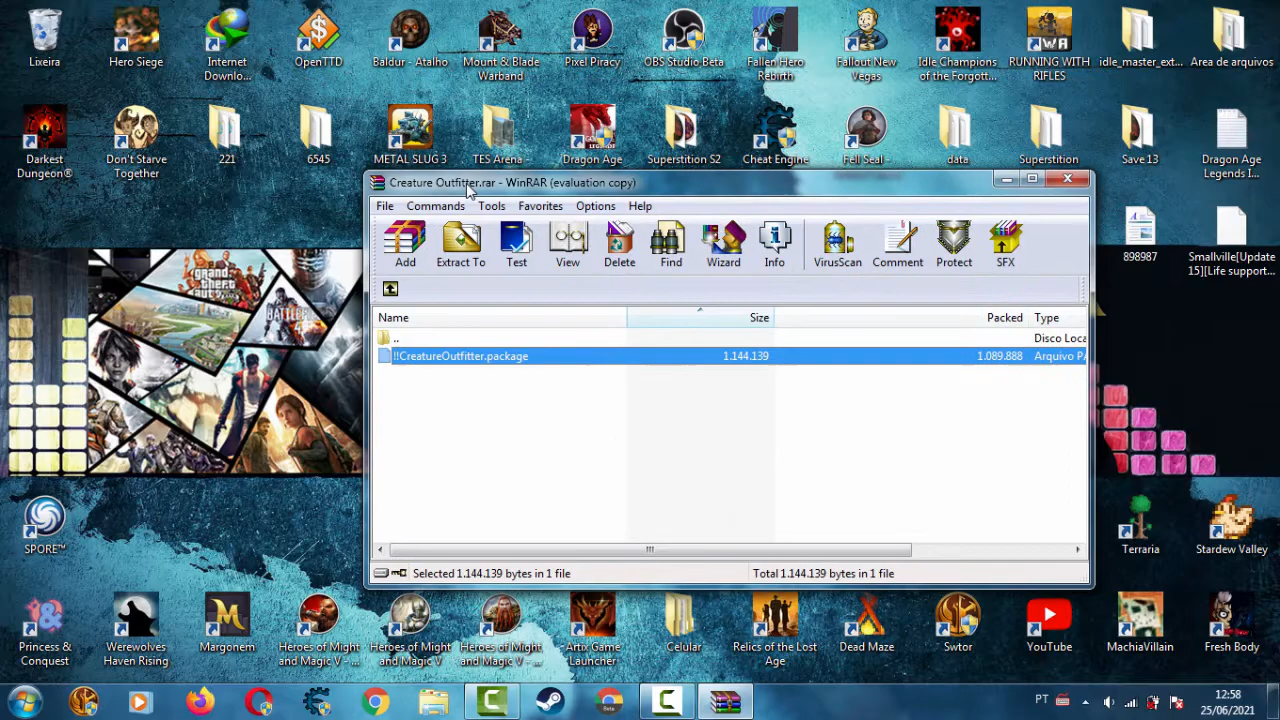 Lixeira
Hero Siege
Internet
Downlo...
OpenTTD
Baldur - Atalho
Mount & Blade
Warband
Pixel Piracy
OBS Studio Beta
Fallen Hero
Rebirth
Fallout New
Vegas
Idle Champions
of the Forgott...
RUNNING WITH
RIFLES
idle_master_ext...
Area de arquivos
Darkest
Dungeon®
Don't Starve
Together
221
6545
METAL SLUG 3
TES Arena -
Dragon Age
Superstition S2
Cheat Engine
Fell Seal -
data
Superstition
Save 13
Dragon Age
Legends I...
Creature Outfitter.rar - WinRAR (evaluation copy)
File Commands Tools Favorites Options Help
Add
Extract To
Test
View
Delete
Find
Wizard
Info
VirusScan
Comment
Protect
SFX
898987
Smallville[Update
15][Life support...
Name Size Packed Type
.. Disco Loca
!!CreatureOutfitter.package 1.144.139 1.089.888 Arquivo PA
Selected 1.144.139 bytes in 1 file Total 1.144.139 bytes in 1 file
SPORE™
Terraria
Stardew Valley
Princess &
Conquest
Werewolves
Haven Rising
Margonem
Heroes of Might
and Magic V - ...
Heroes of Might
and Magic V
Heroes of Might
and Magic V - ...
Artix Game
Launcher
Celular
Relics of the Lost
Age
Dead Maze
Swtor
YouTube
MachiaVillain
Fresh Body
PT
12:58
25/06/2021